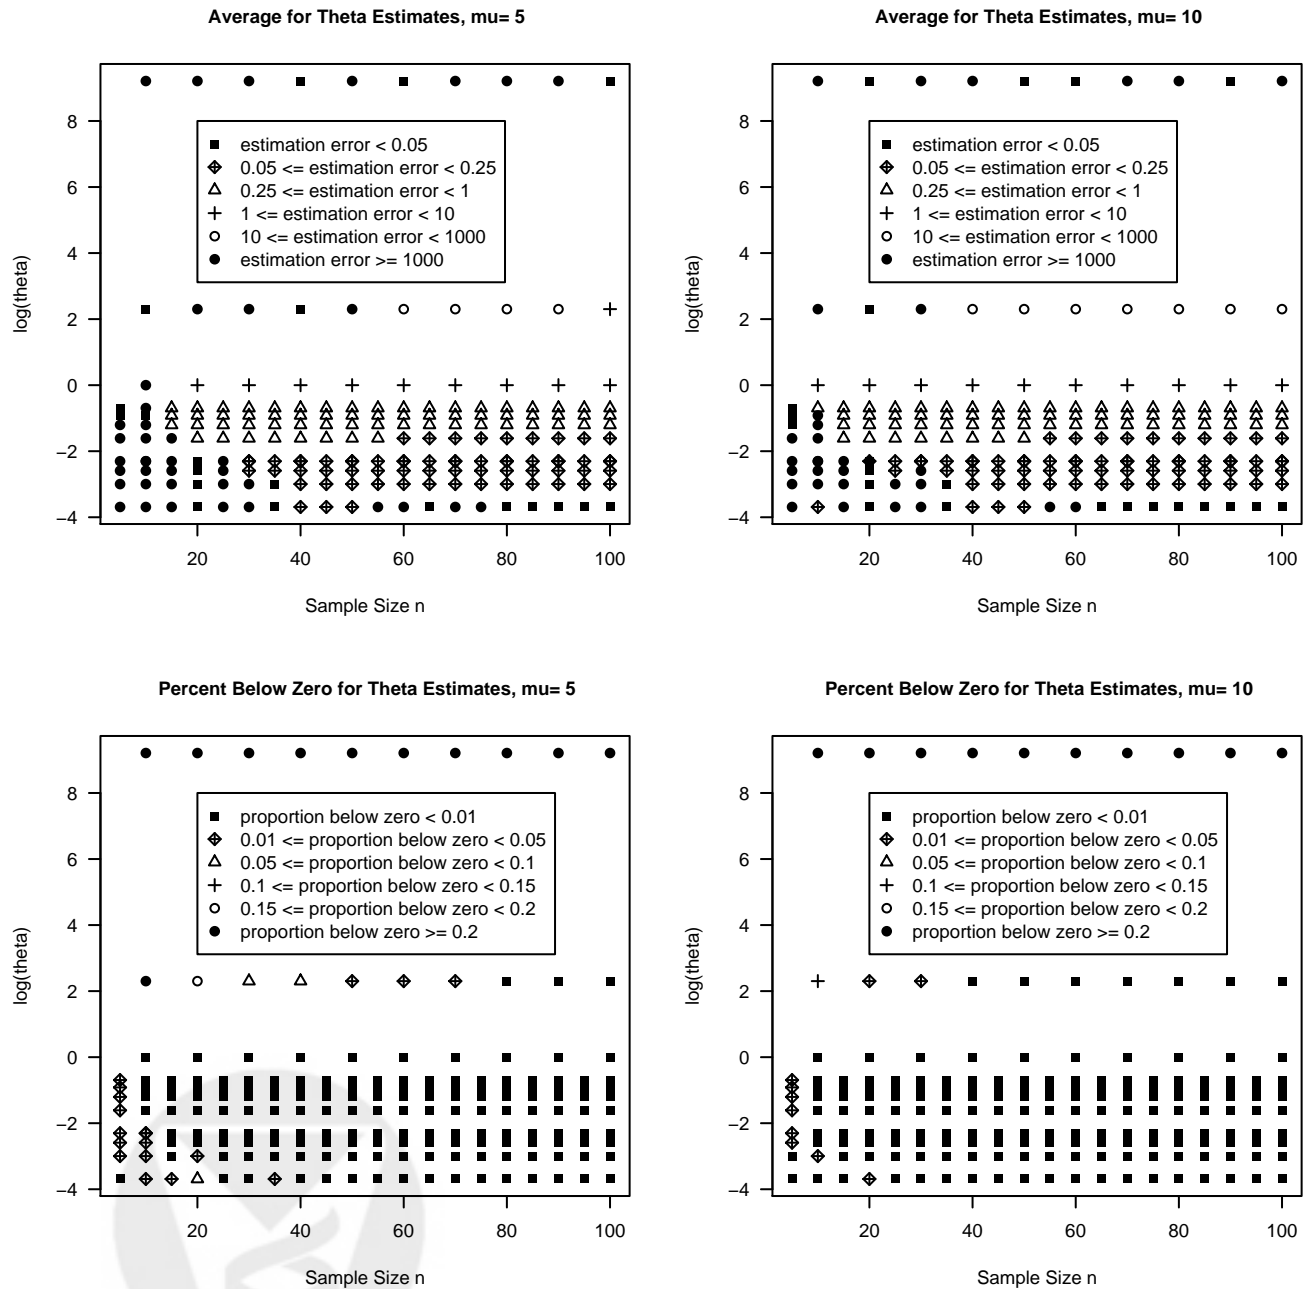 Average for Theta Estimates, mu= 5
log(theta)
8
6
4
2
0
−2
−4
estimation error < 0.05
0.05 <= estimation error < 0.25
0.25 <= estimation error < 1
1 <= estimation error < 10
10 <= estimation error < 1000
estimation error >= 1000
20 40 60 80 100
Sample Size n
Average for Theta Estimates, mu= 10
log(theta)
8
6
4
2
0
−2
−4
estimation error < 0.05
0.05 <= estimation error < 0.25
0.25 <= estimation error < 1
1 <= estimation error < 10
10 <= estimation error < 1000
estimation error >= 1000
20 40 60 80 100
Sample Size n
Percent Below Zero for Theta Estimates, mu= 5
log(theta)
8
6
4
2
0
−2
−4
proportion below zero < 0.01
0.01 <= proportion below zero < 0.05
0.05 <= proportion below zero < 0.1
0.1 <= proportion below zero < 0.15
0.15 <= proportion below zero < 0.2
proportion below zero >= 0.2
20 40 60 80 100
Sample Size n
Percent Below Zero for Theta Estimates, mu= 10
log(theta)
8
6
4
2
0
−2
−4
proportion below zero < 0.01
0.01 <= proportion below zero < 0.05
0.05 <= proportion below zero < 0.1
0.1 <= proportion below zero < 0.15
0.15 <= proportion below zero < 0.2
proportion below zero >= 0.2
20 40 60 80 100
Sample Size n